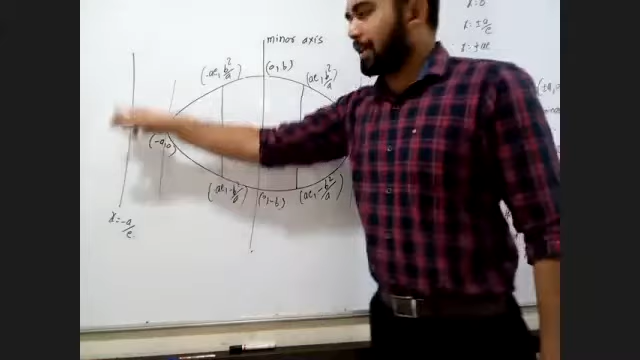 minor axis
(-ae, b²/a)
(0, b)
(ae, b²/a)
(-a,0)
(-ae, -b²/a)
(0,-b)
(ae, -b²/a)
x = -a/e
x = ± a/e
x = ± ae